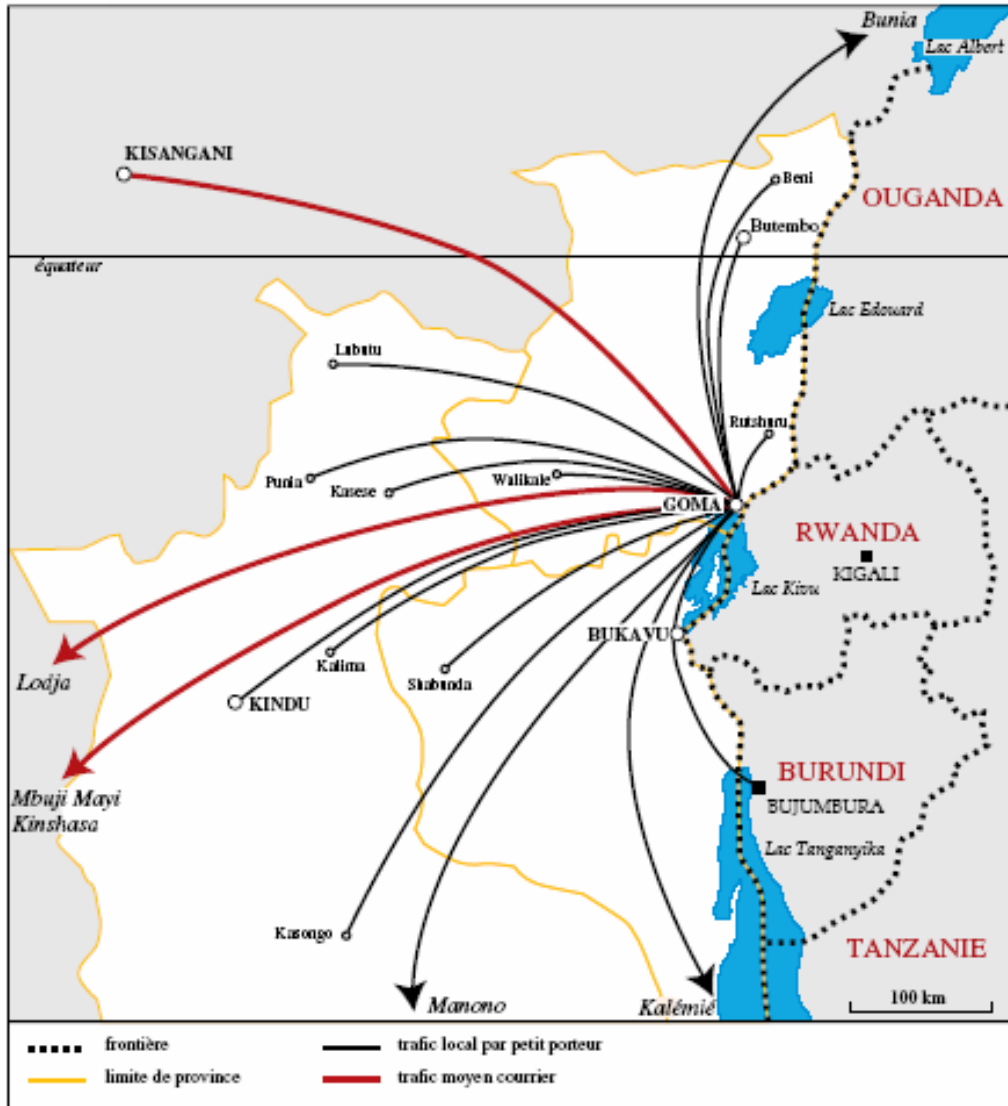 Bunia
Lac Albert
KISANGANI
Beni
OUGANDA
Butembo
équateur
Lac Edouard
Lubutu
Rutshuru
Punia
Kasese
Walikale
GOMA
RWANDA
KIGALI
Lac Kivu
BUKAVU
Kalima
Shabunda
Lodja
KINDU
BURUNDI
Mbuji Mayi
Kinshasa
BUJUMBURA
Lac Tanganyika
Kasongo
TANZANIE
Manono
Kalémié
100 km
frontière
trafic local par petit porteur
limite de province
trafic moyen courrier